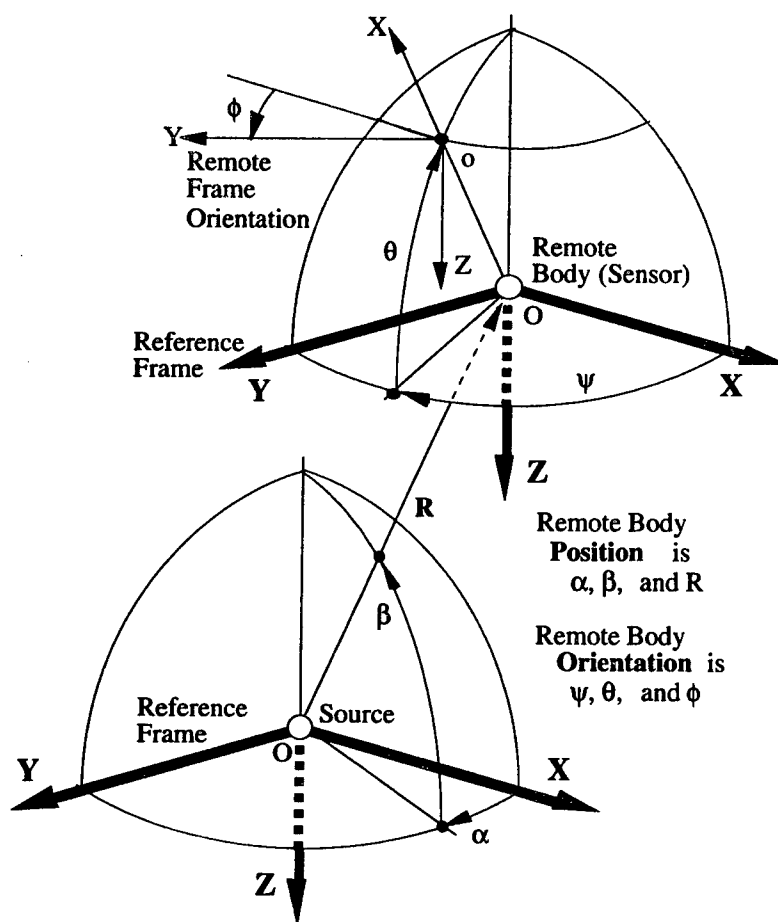 X
ϕ
Y
o
Remote
Frame
Orientation
θ
Z
Remote
Body (Sensor)
O
Reference
Frame
Y
ψ
X
Z
R
Remote Body
Position is
α, β, and R
β
Remote Body
Orientation is
ψ, θ, and ϕ
Reference
Frame
Source
O
Y
X
α
Z